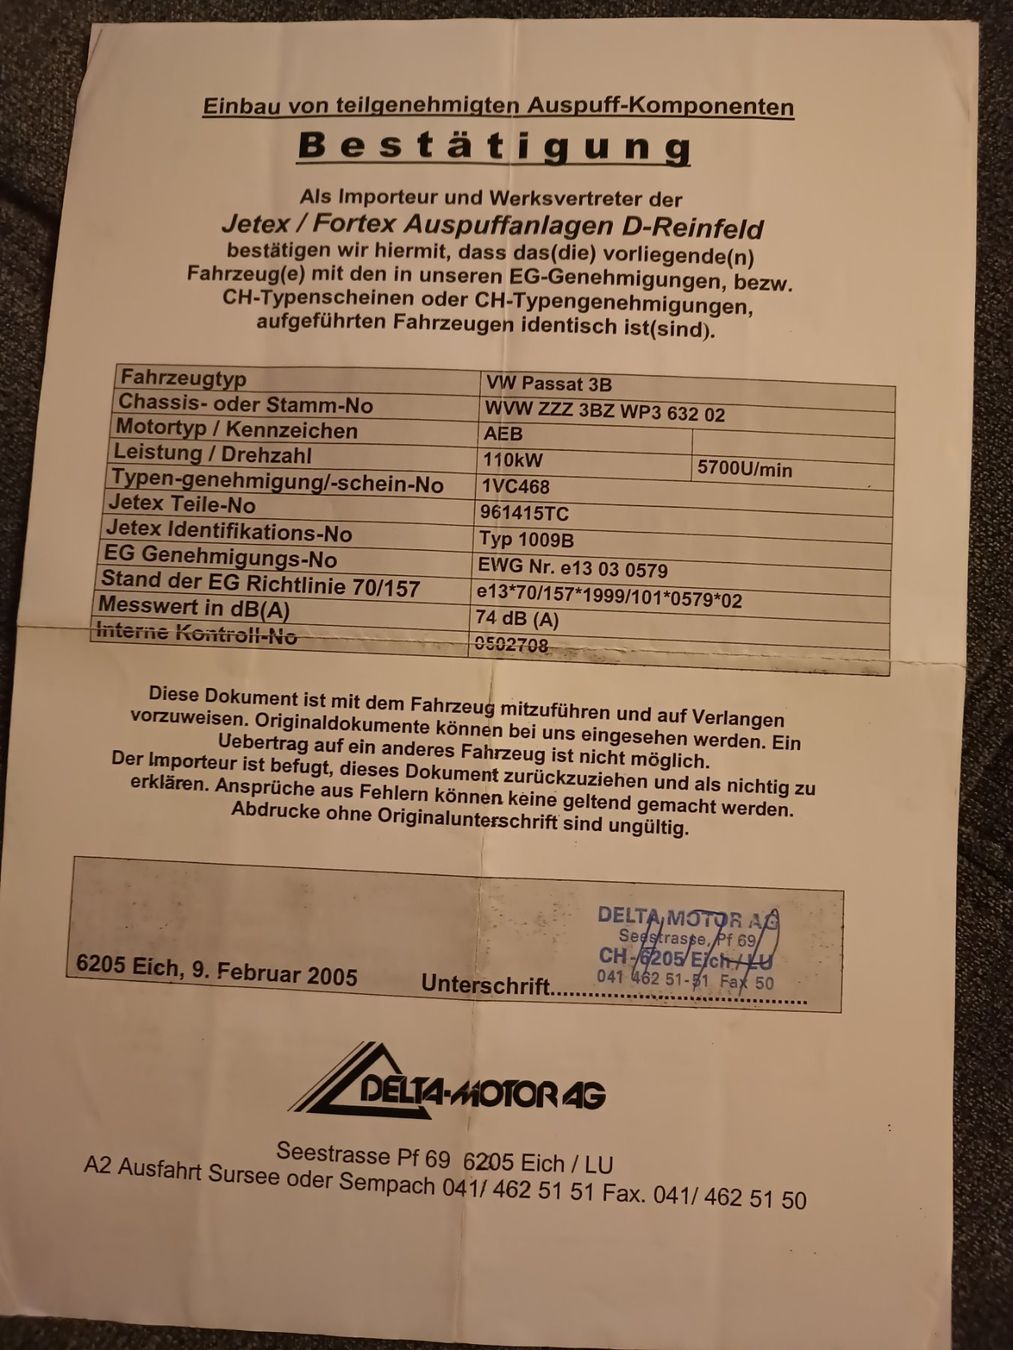 Einbau von teilgenehmigten Auspuff-Komponenten
Bestätigung
Als Importeur und Werksvertreter der
Jetex / Fortex Auspuffanlagen D-Reinfeld
bestätigen wir hiermit, dass das(die) vorliegende(n)
Fahrzeug(e) mit den in unseren EG-Genehmigungen, bezw.
CH-Typenscheinen oder CH-Typengenehmigungen,
aufgeführten Fahrzeugen identisch ist(sind).
Fahrzeugtyp VW Passat 3B
Chassis- oder Stamm-No WVW ZZZ 3BZ WP3 632 02
Motortyp / Kennzeichen AEB
Leistung / Drehzahl 110kW 5700U/min
Typen-genehmigung/-schein-No 1VC468
Jetex Teile-No 961415TC
Jetex Identifikations-No Typ 1009B
EG Genehmigungs-No EWG Nr. e13 03 0579
Stand der EG Richtlinie 70/157 e13*70/157*1999/101*0579*02
Messwert in dB(A) 74 dB (A)
Interne Kontroll-No 0502708
Diese Dokument ist mit dem Fahrzeug mitzuführen und auf Verlangen
vorzuweisen. Originaldokumente können bei uns eingesehen werden. Ein
Uebertrag auf ein anderes Fahrzeug ist nicht möglich.
Der Importeur ist befugt, dieses Dokument zurückzuziehen und als nichtig zu
erklären. Ansprüche aus Fehlern können keine geltend gemacht werden.
Abdrucke ohne Originalunterschrift sind ungültig.
DELTA MOTOR AG
Seestrasse, Pf 69
CH-6205 Eich / LU
041 462 51-51 Fax 50
6205 Eich, 9. Februar 2005 Unterschrift................................
DELTA-MOTOR AG
Seestrasse Pf 69 6205 Eich / LU
A2 Ausfahrt Sursee oder Sempach 041/ 462 51 51 Fax. 041/ 462 51 50